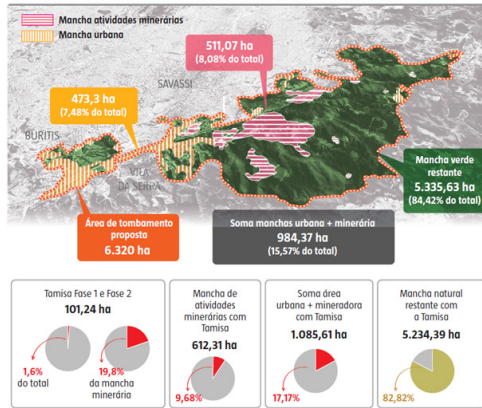 Mancha atividades minerárias
Mancha urbana
511,07 ha
(8,08% do total)
SAVASSI
473,3 ha
(7,48% do total)
BURITIS
VILA
DA SERRA
Mancha verde
restante
5.335,63 ha
(84,42% do total)
Área de tombamento
proposta
6.320 ha
Soma manchas urbana + minerária
984,37 ha
(15,57% do total)
Tamisa Fase 1 e Fase 2
101,24 ha
1,6%
do total
19,8%
da mancha
minerária
Mancha de
atividades
minerárias com
Tamisa
612,31 ha
9,68%
Soma área
urbana + mineradora
com Tamisa
1.085,61 ha
17,17%
Mancha natural
restante com
a Tamisa
5.234,39 ha
82,82%